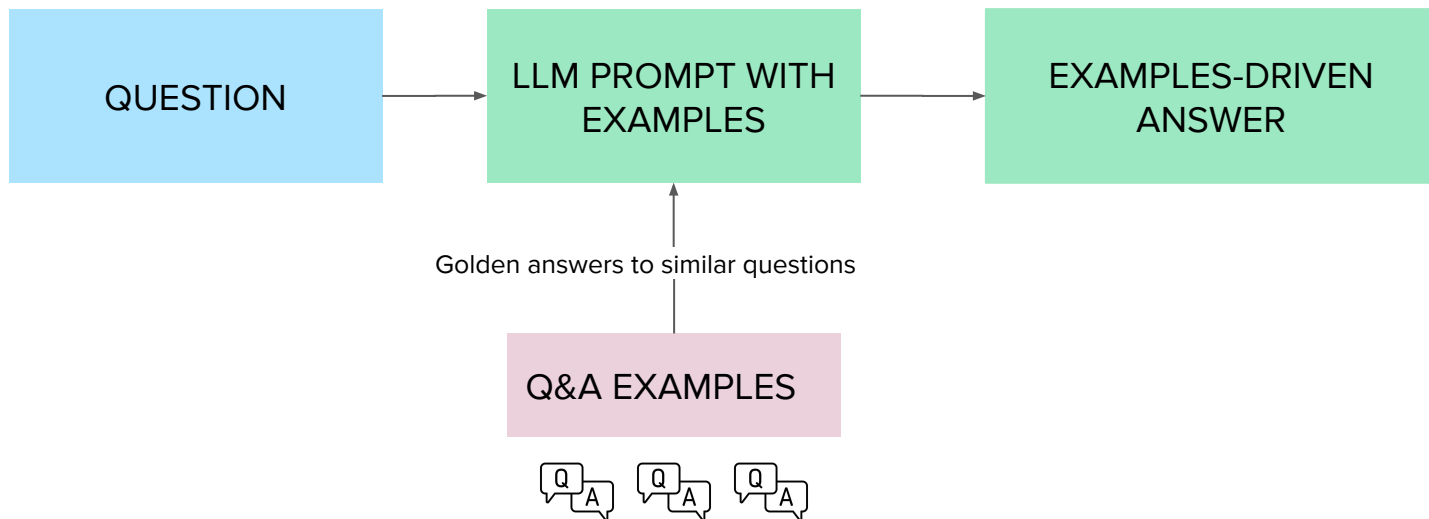 QUESTION
LLM PROMPT WITH
EXAMPLES
EXAMPLES-DRIVEN
ANSWER
Golden answers to similar questions
Q&A EXAMPLES
Q A Q A Q A